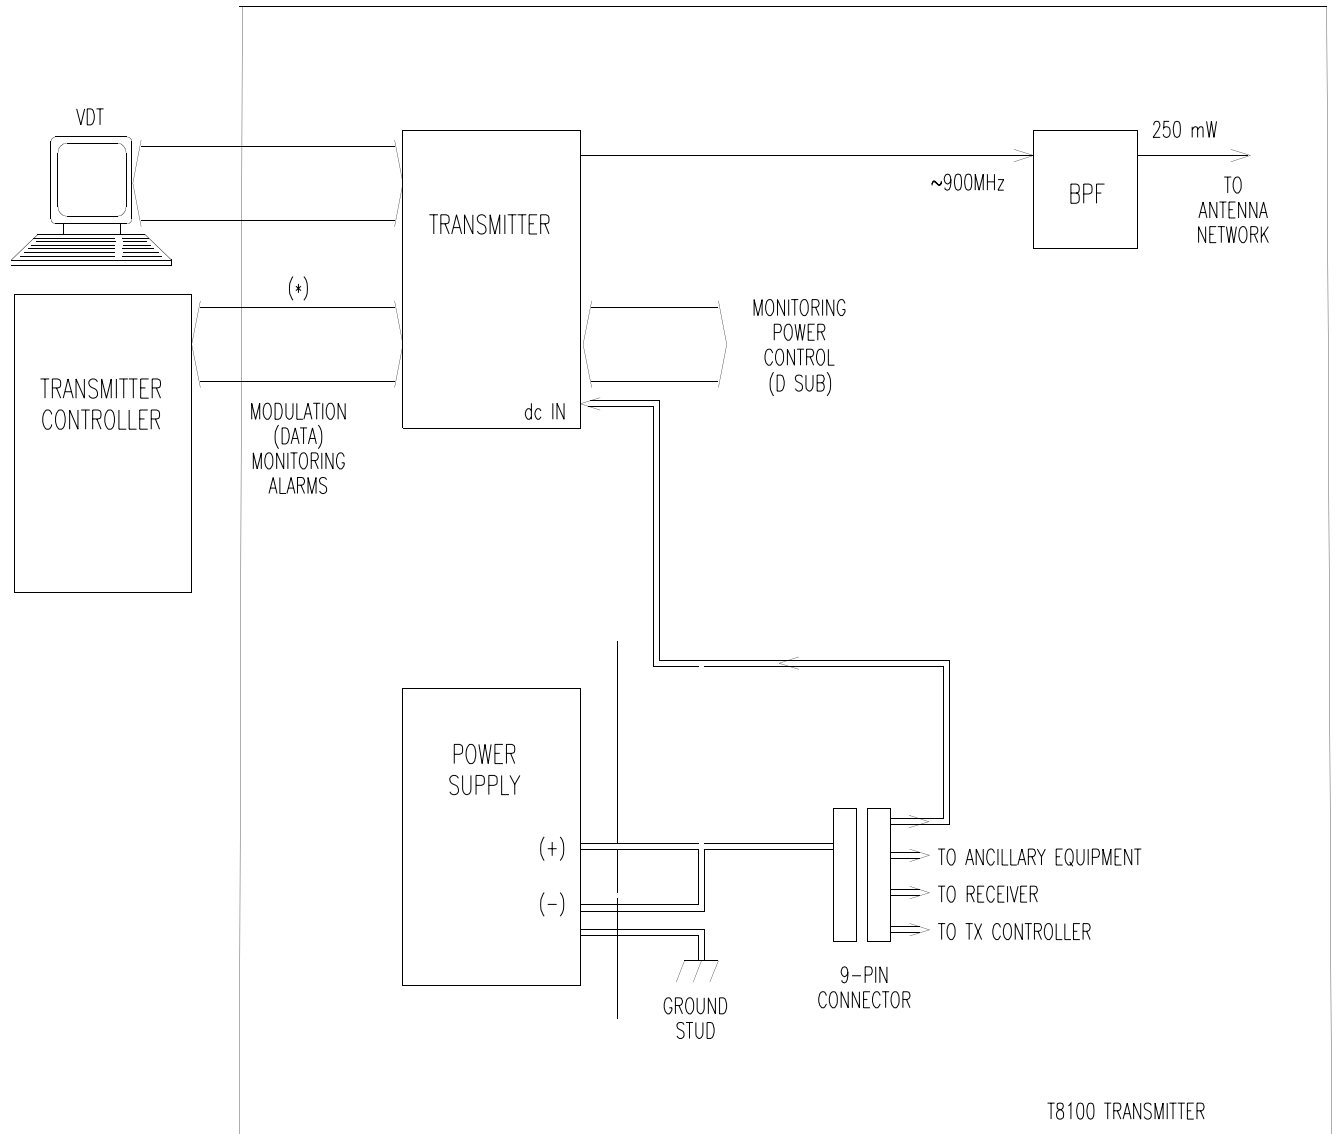 VDT
250 mW
~900MHz
BPF
TO
ANTENNA
NETWORK
TRANSMITTER
(*)
MONITORING
POWER
CONTROL
(D SUB)
TRANSMITTER
CONTROLLER
dc IN
MODULATION
(DATA)
MONITORING
ALARMS
POWER
SUPPLY
(+)
(-)
TO ANCILLARY EQUIPMENT
TO RECEIVER
TO TX CONTROLLER
9-PIN
CONNECTOR
GROUND
STUD
T8100 TRANSMITTER